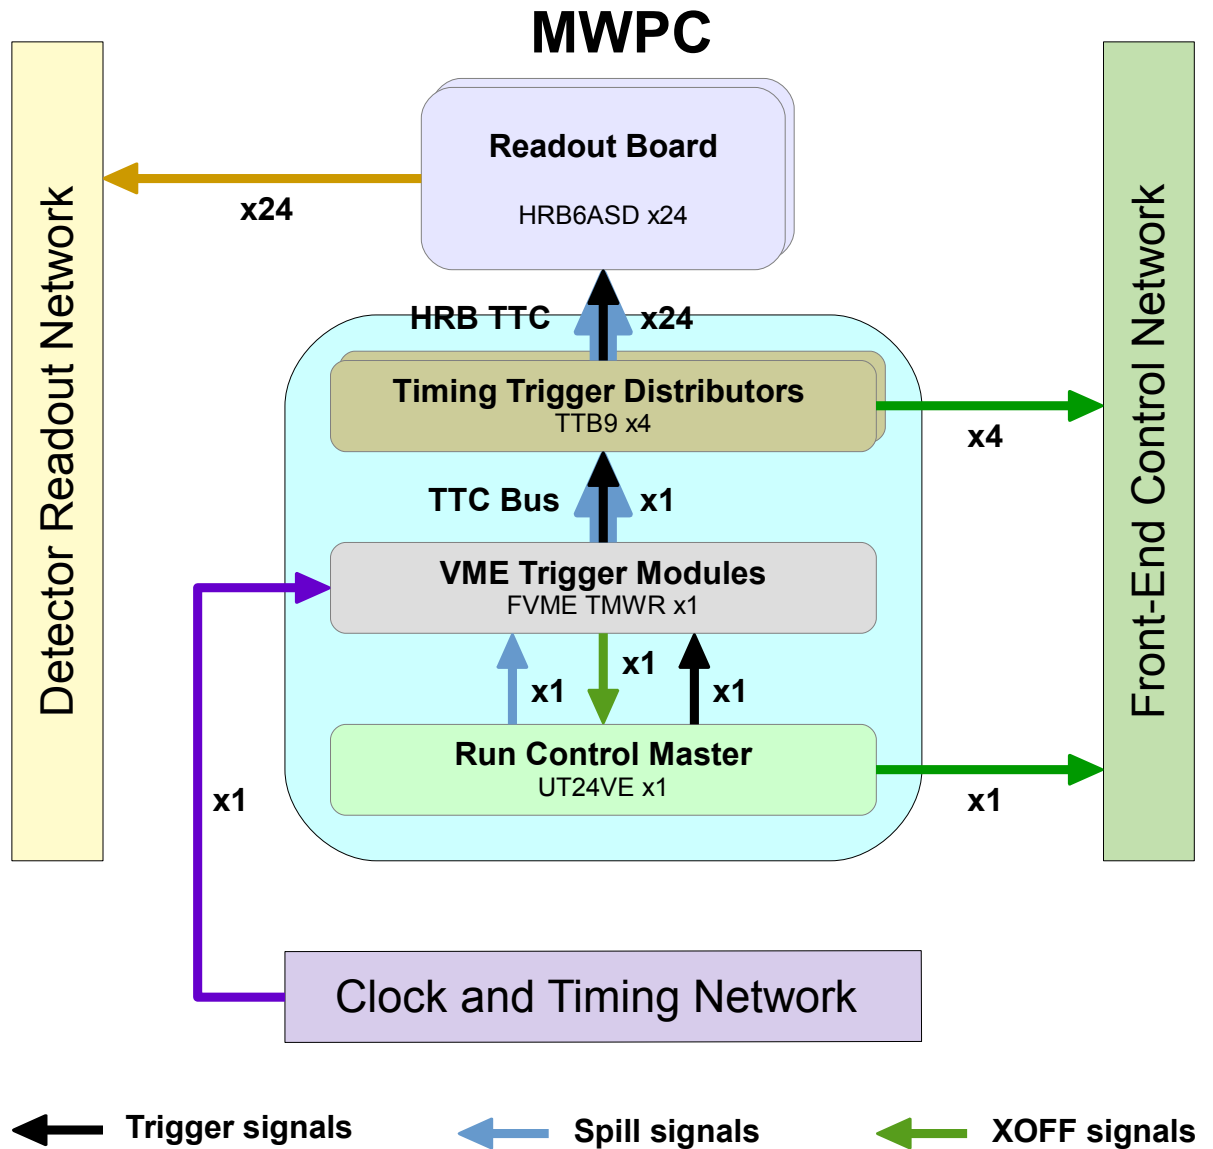 MWPC
Detector Readout Network
Readout Board
HRB6ASD x24
x24
HRB TTC
x24
Timing Trigger Distributors
TTB9 x4
x4
TTC Bus
x1
VME Trigger Modules
FVME TMWR x1
x1
x1
x1
Run Control Master
UT24VE x1
x1
x1
Front-End Control Network
Clock and Timing Network
Trigger signals
Spill signals
XOFF signals